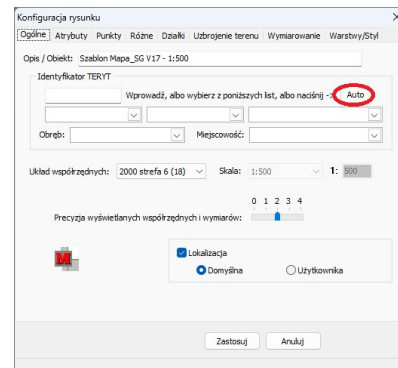 Konfiguracja rysunku
Ogólne Atrybuty Punkty Różne Działki Uzbrojenie terenu Wymiarowanie Warstwy/Styl
Opis / Obiekt: Szablon Mapa_SG V17 - 1:500
Identyfikator TERYT
Wprowadź, albo wybierz z poniższych list, albo naciśnij -> Auto
Obręb: Miejscowość:
Układ współrzędnych: 2000 strefa 6 (18) Skala: 1:500 1: 500
0 1 2 3 4
Precyzja wyświetlanych współrzędnych i wymiarów:
M
Lokalizacja
Domyślna Użytkownika
Zastosuj Anuluj